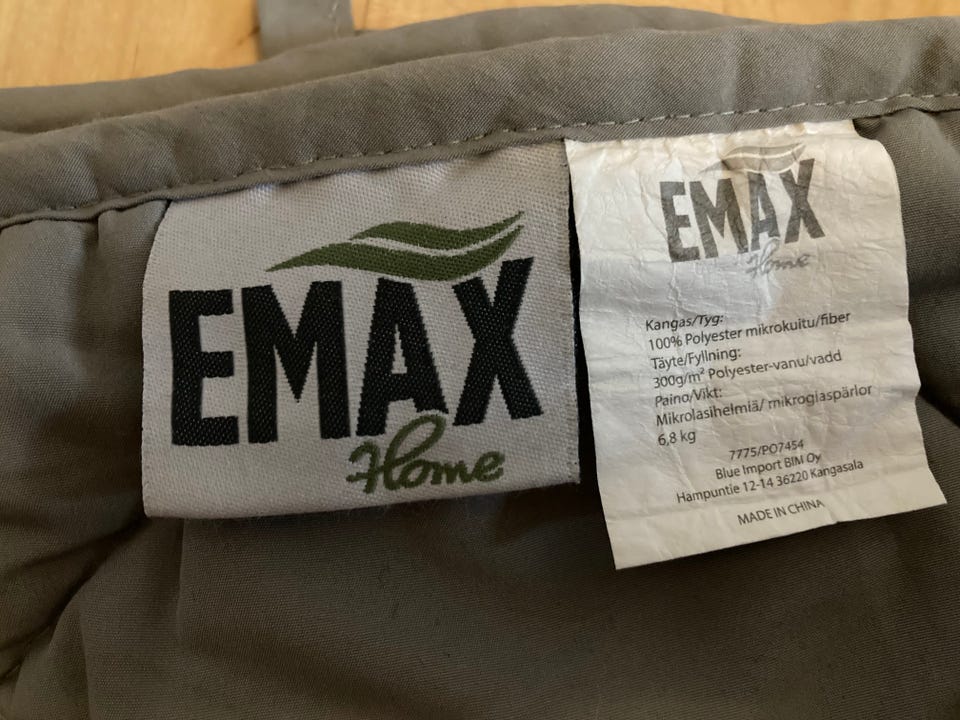 EMAX
Home
EMAX
Home
Kangas/Tyg:
100% Polyester mikrokuitu/fiber
Täyte/Fyllning:
300g/m² Polyester-vanu/vadd
Paino/Vikt:
Mikrolasihelmiä/ mikroglaspärlor
6,8 kg
7775/PO7454
Blue Import BIM Oy
Hampuntie 12-14 36220 Kangasala
MADE IN CHINA